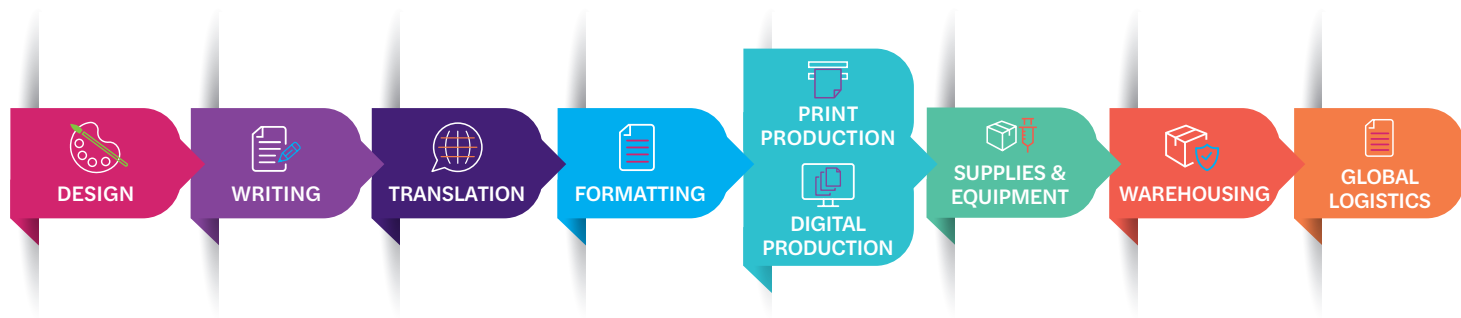 DESIGN
WRITING
TRANSLATION
FORMATTING
PRINT
PRODUCTION
DIGITAL
PRODUCTION
SUPPLIES &
EQUIPMENT
WAREHOUSING
GLOBAL
LOGISTICS